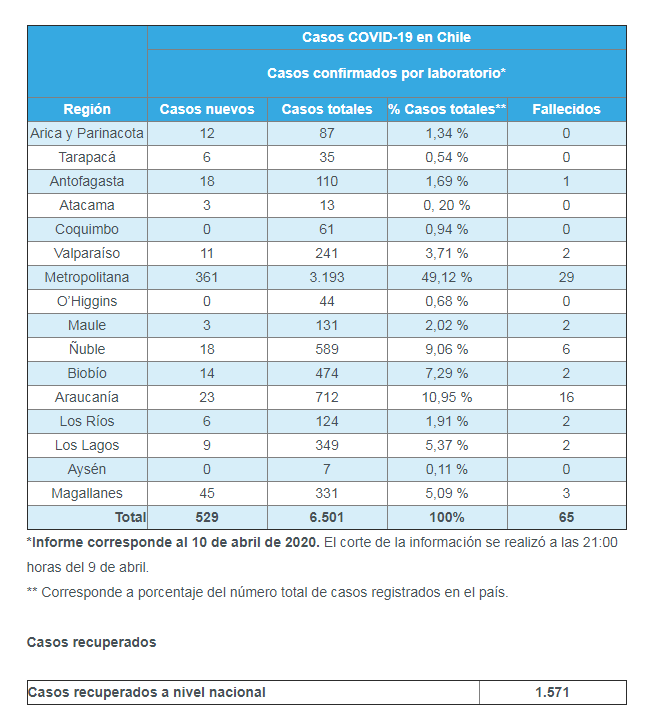 Casos COVID-19 en Chile
Casos confirmados por laboratorio*
Región Casos nuevos Casos totales % Casos totales** Fallecidos
Arica y Parinacota 12 87 1,34 % 0
Tarapacá 6 35 0,54 % 0
Antofagasta 18 110 1,69 % 1
Atacama 3 13 0, 20 % 0
Coquimbo 0 61 0,94 % 0
Valparaíso 11 241 3,71 % 2
Metropolitana 361 3.193 49,12 % 29
O’Higgins 0 44 0,68 % 0
Maule 3 131 2,02 % 2
Ñuble 18 589 9,06 % 6
Biobío 14 474 7,29 % 2
Araucanía 23 712 10,95 % 16
Los Ríos 6 124 1,91 % 2
Los Lagos 9 349 5,37 % 2
Aysén 0 7 0,11 % 0
Magallanes 45 331 5,09 % 3
Total 529 6.501 100% 65
*Informe corresponde al 10 de abril de 2020. El corte de la información se realizó a las 21:00
horas del 9 de abril.
** Corresponde a porcentaje del número total de casos registrados en el país.
Casos recuperados
Casos recuperados a nivel nacional 1.571